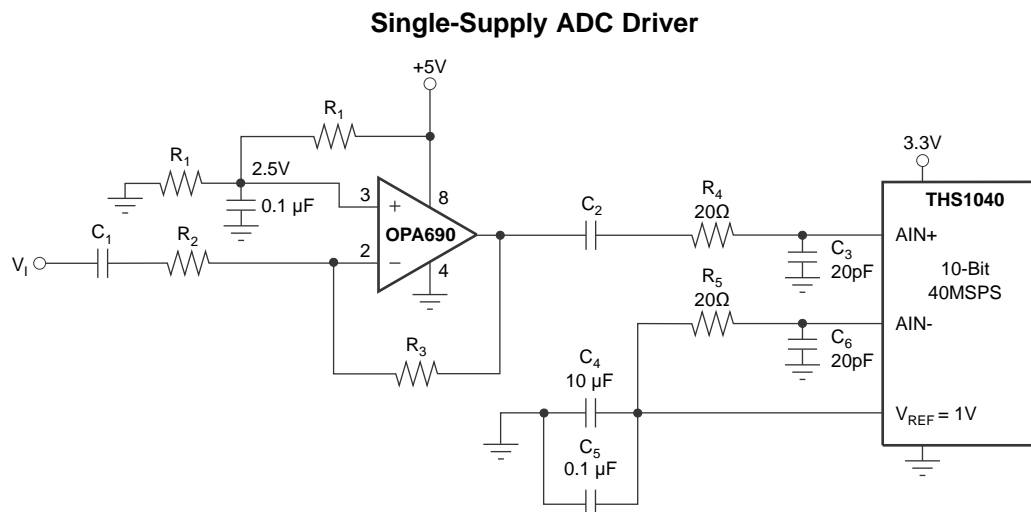 Single-Supply ADC Driver
+5V
R1
R1
2.5V
3.3V
0.1 µF
3
8
+
OPA690
C1
R2
2
−
4
VI
C2
R4
20Ω
THS1040
AIN+
C3
20pF
10-Bit
40MSPS
R5
20Ω
AIN-
C6
20pF
R3
C4
10 µF
VREF = 1V
C5
0.1 µF